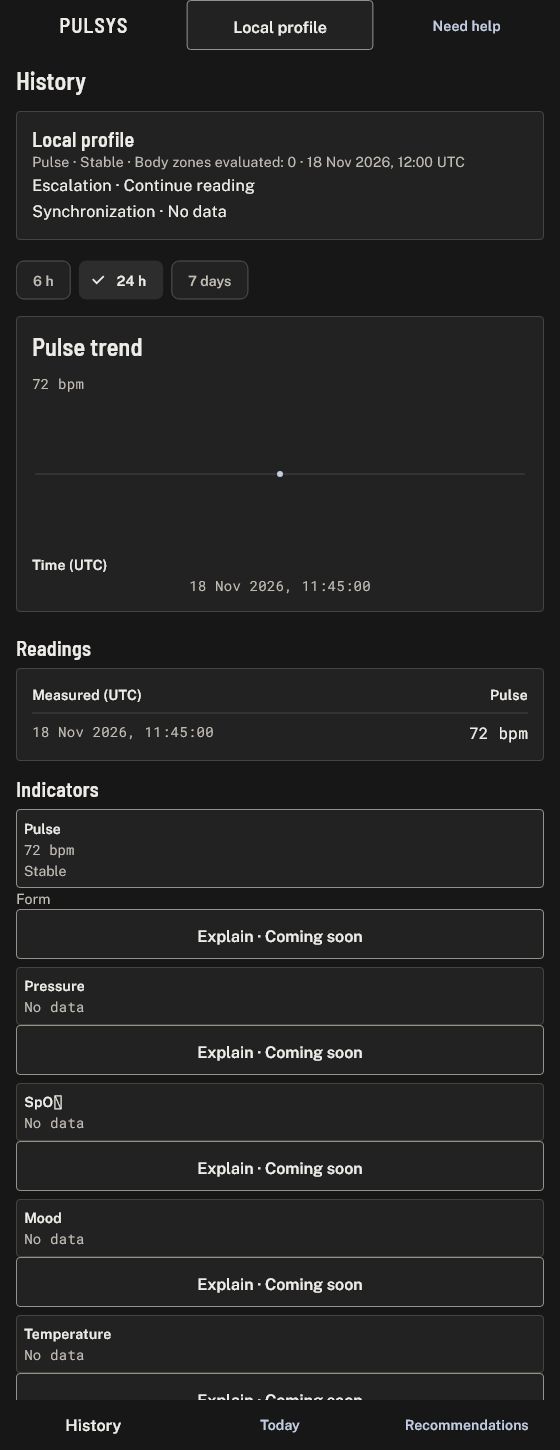 PULSYS
Local profile
Need help
History
Local profile
Pulse · Stable · Body zones evaluated: 0 · 18 Nov 2026, 12:00 UTC
Escalation · Continue reading
Synchronization · No data
6 h
24 h
7 days
Pulse trend
72 bpm
Time (UTC)
18 Nov 2026, 11:45:00
Readings
Measured (UTC) Pulse
18 Nov 2026, 11:45:00 72 bpm
Indicators
Pulse
72 bpm
Stable
Form
Explain · Coming soon
Pressure
No data
Explain · Coming soon
SpO
No data
Explain · Coming soon
Mood
No data
Explain · Coming soon
Temperature
No data
Explain · Coming soon
History
Today
Recommendations